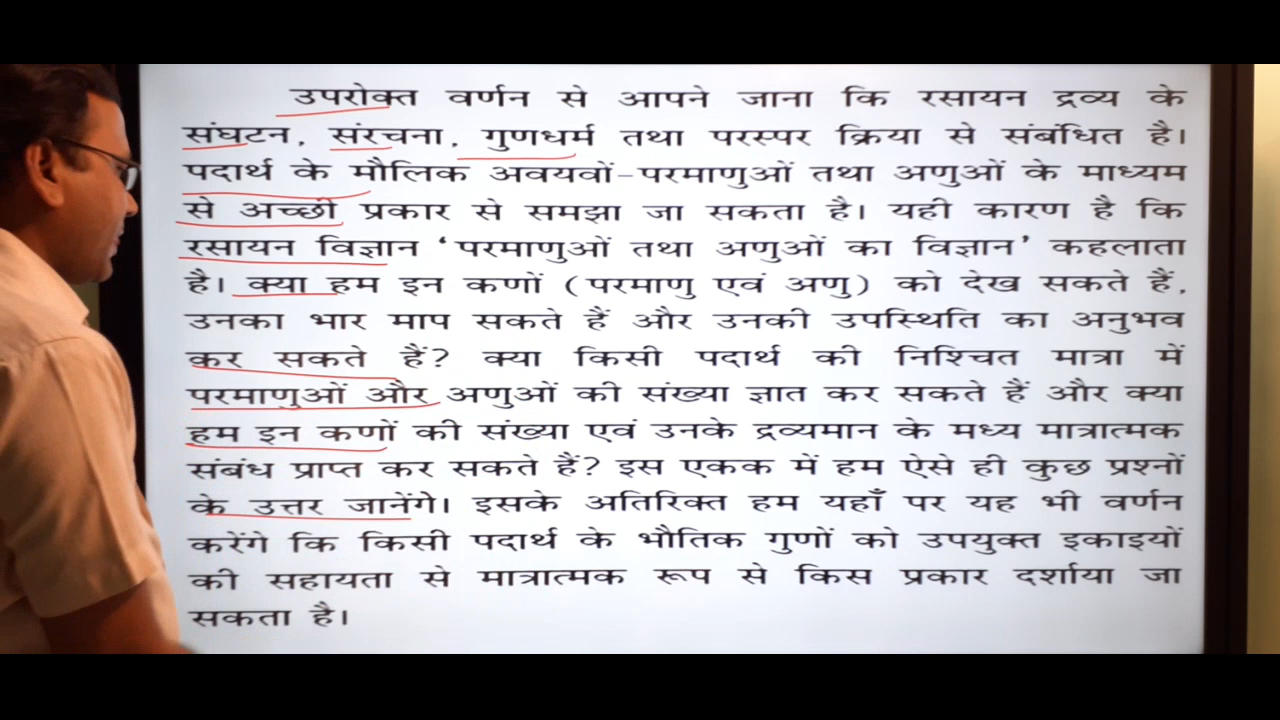 उपरोक्त वर्णन से आपने जाना कि रसायन द्रव्य के
संघटन, संरचना, गुणधर्म तथा परस्पर क्रिया से संबंधित है।
पदार्थ के मौलिक अवयवों-परमाणुओं तथा अणुओं के माध्यम
से अच्छी प्रकार से समझा जा सकता है। यही कारण है कि
रसायन विज्ञान ‘परमाणुओं तथा अणुओं का विज्ञान’ कहलाता
है। क्या हम इन कणों (परमाणु एवं अणु) को देख सकते हैं,
उनका भार माप सकते हैं और उनकी उपस्थिति का अनुभव
कर सकते हैं? क्या किसी पदार्थ की निश्चित मात्रा में
परमाणुओं और अणुओं की संख्या ज्ञात कर सकते हैं और क्या
हम इन कणों की संख्या एवं उनके द्रव्यमान के मध्य मात्रात्मक
संबंध प्राप्त कर सकते हैं? इस एकक में हम ऐसे ही कुछ प्रश्नों
के उत्तर जानेंगे। इसके अतिरिक्त हम यहाँ पर यह भी वर्णन
करेंगे कि किसी पदार्थ के भौतिक गुणों को उपयुक्त इकाइयों
की सहायता से मात्रात्मक रूप से किस प्रकार दर्शाया जा
सकता है।